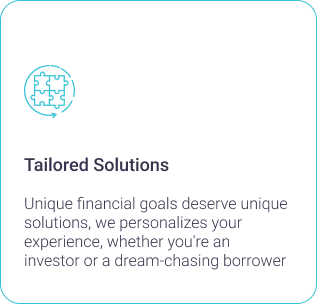 Tailored Solutions
Unique financial goals deserve unique
solutions, we personalizes your
experience, whether you're an
investor or a dream-chasing borrower